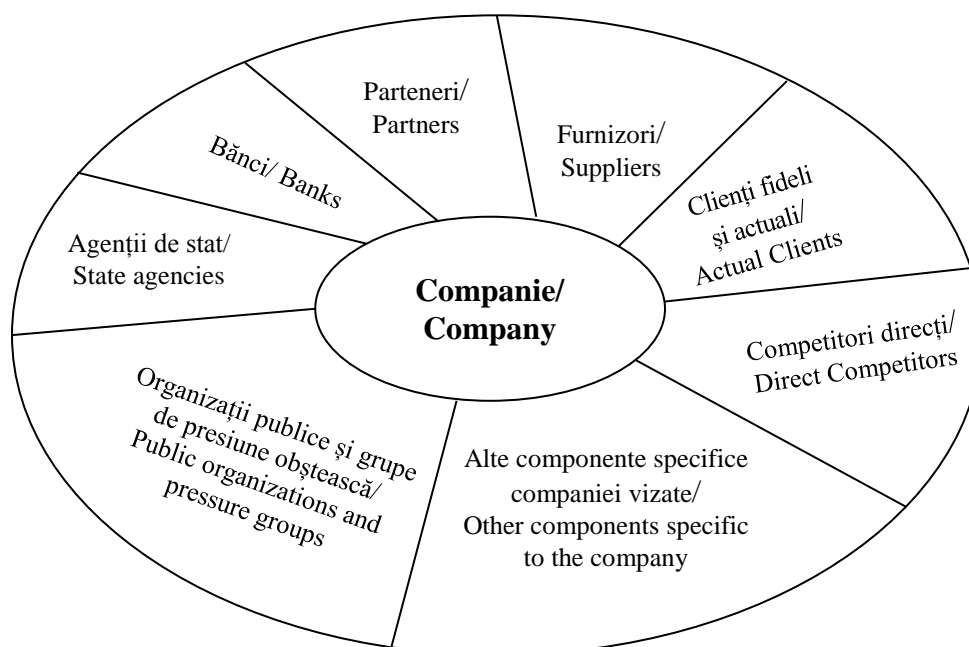 Parteneri/
Partners
Furnizori/
Suppliers
Bănci/ Banks
Clienți fideli
și actuali/
Actual Clients
Agenții de stat/
State agencies
Companie/
Company
Competitori direcți/
Direct Competitors
Organizații publice și grupe
de presiune obștească/
Public organizations and
pressure groups
Alte componente specifice
companiei vizate/
Other components specific
to the company